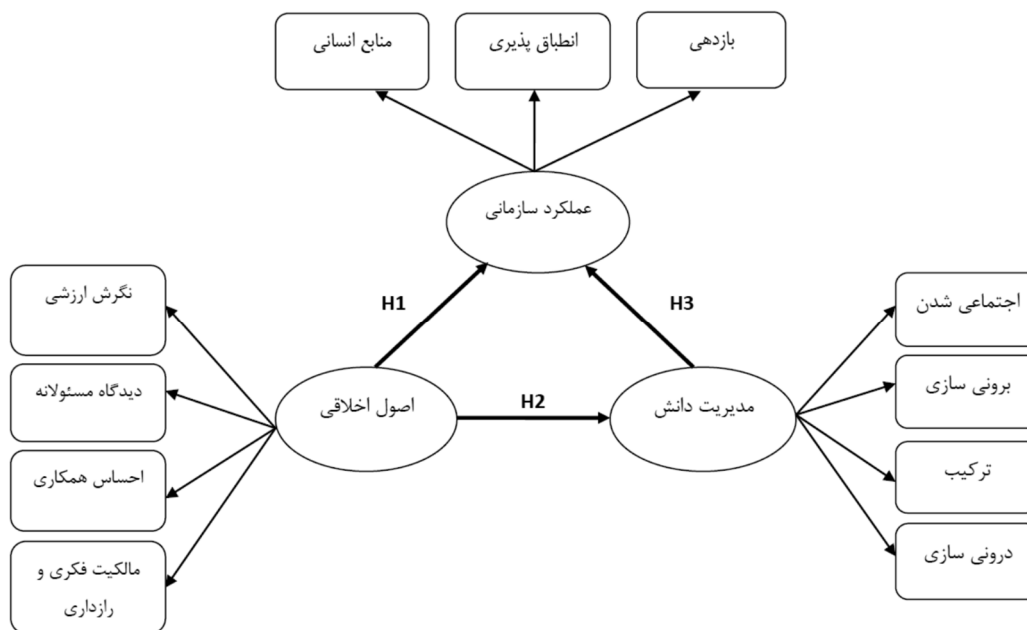 بازدهی
انطباق پذیری
منابع انسانی
عملکرد سازمانی
H1
H3
H2
اصول اخلاقی
مدیریت دانش
نگرش ارزشی
دیدگاه مسئولانه
احساس همکاری
مالکیت فکری و
رازداری
اجتماعی شدن
برونی سازی
ترکیب
درونی سازی